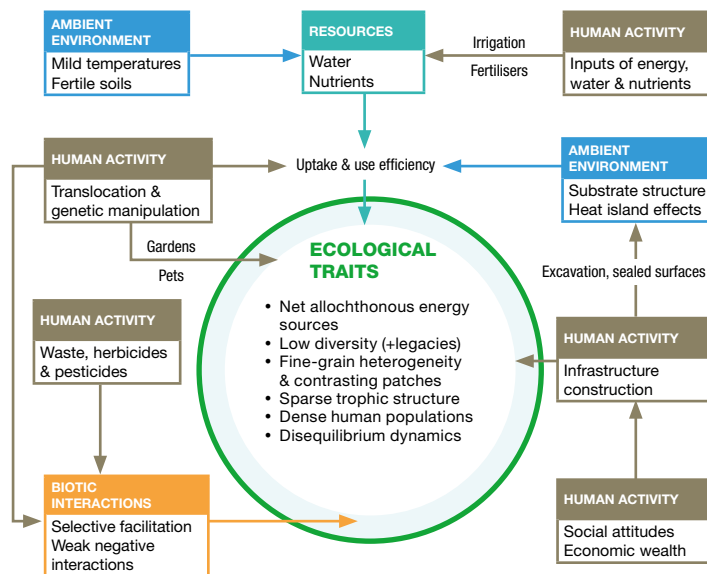 AMBIENT
ENVIRONMENT
Mild temperatures
Fertile soils
RESOURCES
Water
Nutrients
Irrigation
Fertilisers
HUMAN ACTIVITY
Inputs of energy,
water & nutrients
HUMAN ACTIVITY
Translocation &
genetic manipulation
Uptake & use efficiency
AMBIENT
ENVIRONMENT
Substrate structure
Heat island effects
Gardens
Pets
ECOLOGICAL
TRAITS
• Net allochthonous energy
sources
• Low diversity (+legacies)
• Fine-grain heterogeneity
& contrasting patches
• Sparse trophic structure
• Dense human populations
• Disequilibrium dynamics
Excavation, sealed surfaces
HUMAN ACTIVITY
Waste, herbicides
& pesticides
HUMAN ACTIVITY
Infrastructure
construction
BIOTIC
INTERACTIONS
Selective facilitation
Weak negative
interactions
HUMAN ACTIVITY
Social attitudes
Economic wealth